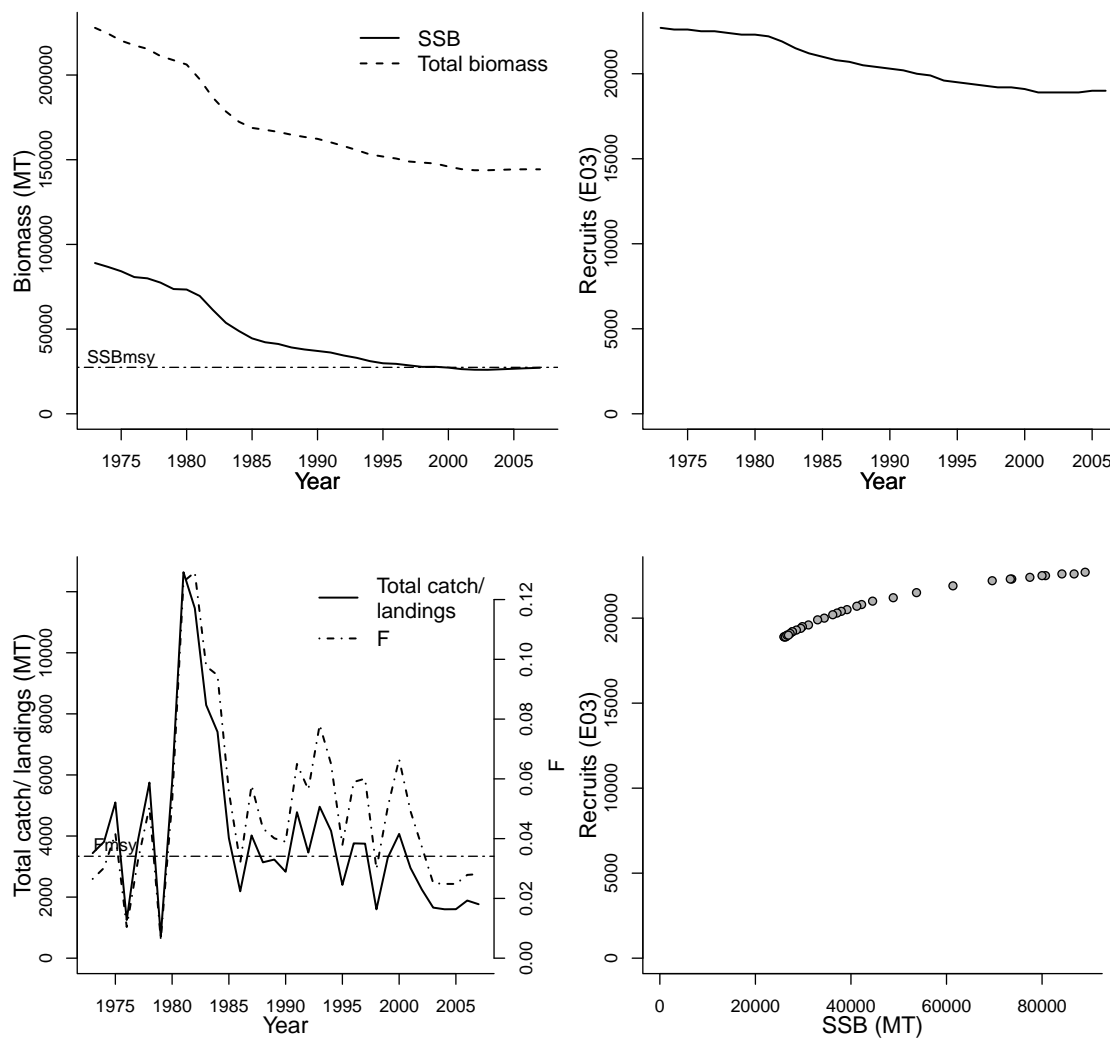 SSB
Total biomass
Biomass (MT)
0
50000
100000
150000
200000
SSBmsy
1975 1980 1985 1990 1995 2000 2005
Year
Recruits (E03)
0
5000
10000
15000
20000
1975 1980 1985 1990 1995 2000 2005
Year
Total catch/
landings
F
Total catch/ landings (MT)
0
2000
4000
6000
8000
10000
Fmsy
0.00
0.02
0.04
0.06
0.08
0.10
0.12
F
1975 1980 1985 1990 1995 2000 2005
Year
Recruits (E03)
0
5000
10000
15000
20000
0 20000 40000 60000 80000
SSB (MT)